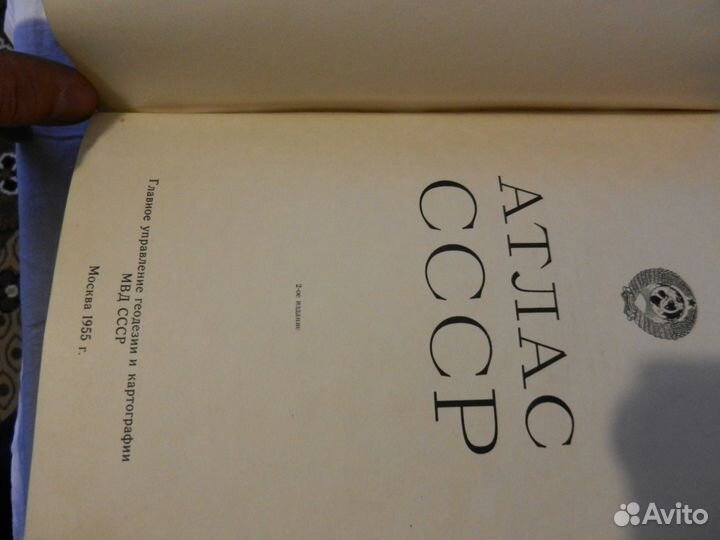 АТЛАС
СССР
2-ое издание
Главное управление геодезии и картографии
МВД СССР
Москва 1955 г.
Avito